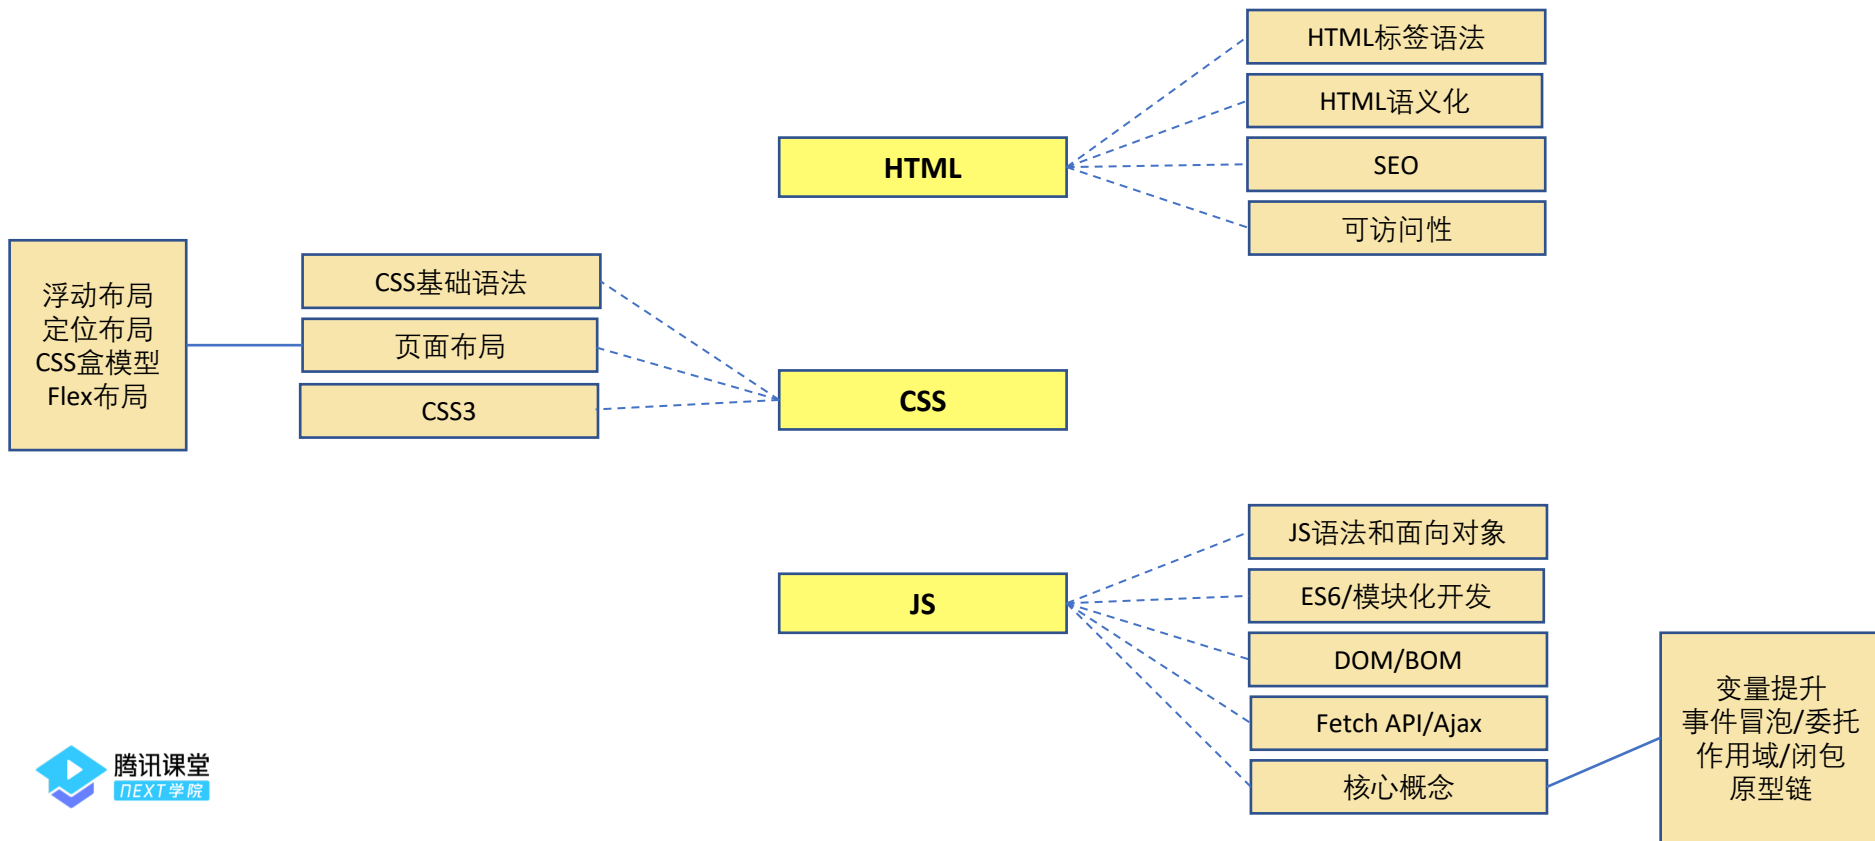 HTML标签语法
HTML语义化
HTML
SEO
可访问性
浮动布局
定位布局
CSS盒模型
Flex布局
CSS基础语法
页面布局
CSS3
CSS
JS语法和面向对象
ES6/模块化开发
JS
DOM/BOM
Fetch API/Ajax
核心概念
变量提升
事件冒泡/委托
作用域/闭包
原型链
腾讯课堂
NEXT学院